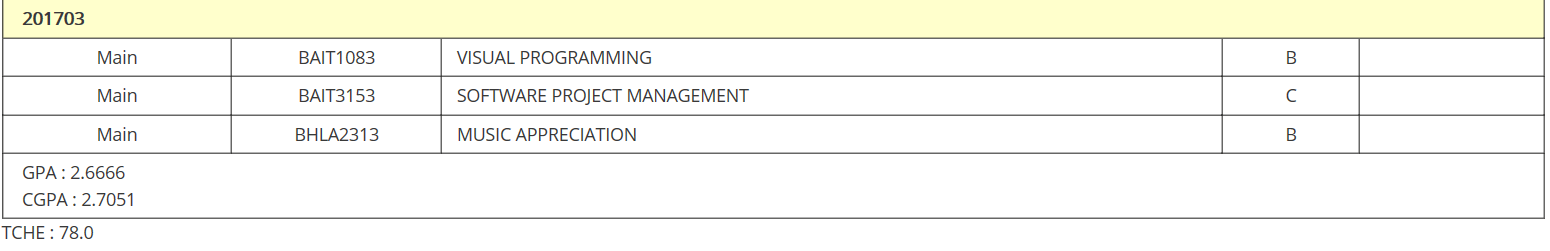 201703
Main BAIT1083 VISUAL PROGRAMMING B
Main BAIT3153 SOFTWARE PROJECT MANAGEMENT C
Main BHLA2313 MUSIC APPRECIATION B
GPA : 2.6666
CGPA : 2.7051
TCHE : 78.0